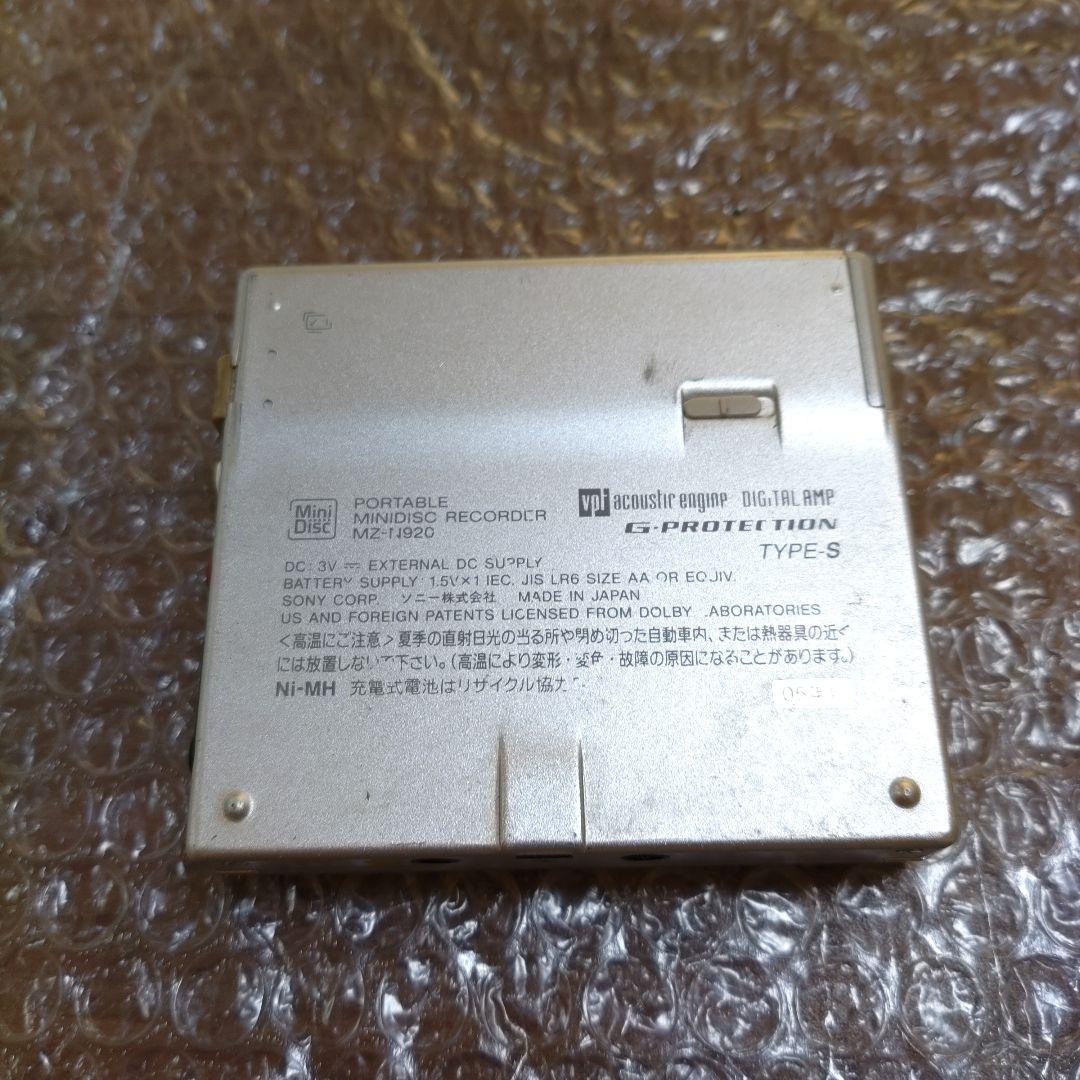 Mini
Disc
PORTABLE
MINIDISC RECORDER
MZ-N920
vpt acoustic engine DIGITAL AMP
G-PROTECTION
TYPE-S
DC: 3V ⎓ EXTERNAL DC SUPPLY
BATTERY SUPPLY: 1.5V×1 IEC, JIS LR6 SIZE AA OR EQUIV.
SONY CORP. ソニー株式会社 MADE IN JAPAN
US AND FOREIGN PATENTS LICENSED FROM DOLBY LABORATORIES
<高温にご注意>夏季の直射日光の当る所や閉め切った自動車内、または熱器具の近く
には放置しないで下さい。(高温により変形・変色・故障の原因になることがあります。)
Ni-MH 充電式電池はリサイクル協力